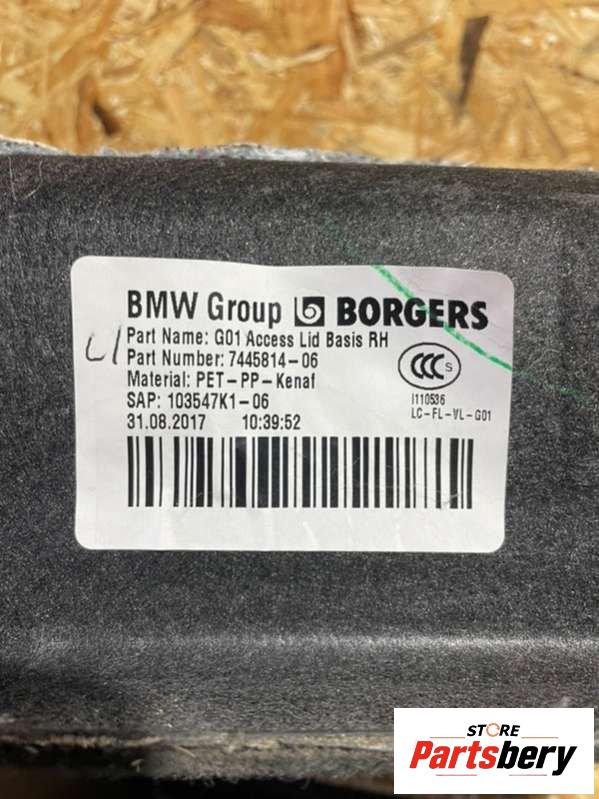 BMW Group BORGERS
Part Name: G01 Access Lid Basis RH
Part Number: 7445814-06
Material: PET-PP-Kenaf
SAP: 103547K1-06
31.08.2017 10:39:52
CCC S
I110536
LC-FL-VL-G01
STORE
Partsbery